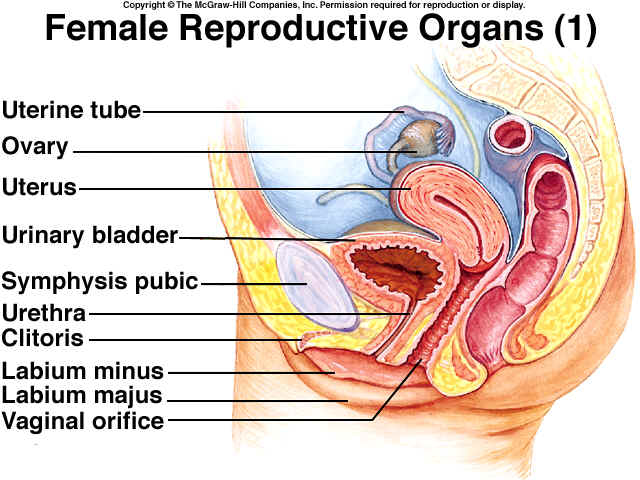 Copyright © The McGraw-Hill Companies, Inc. Permission required for reproduction or display.
Female Reproductive Organs (1)
Uterine tube
Ovary
Uterus
Urinary bladder
Symphysis pubic
Urethra
Clitoris
Labium minus
Labium majus
Vaginal orifice